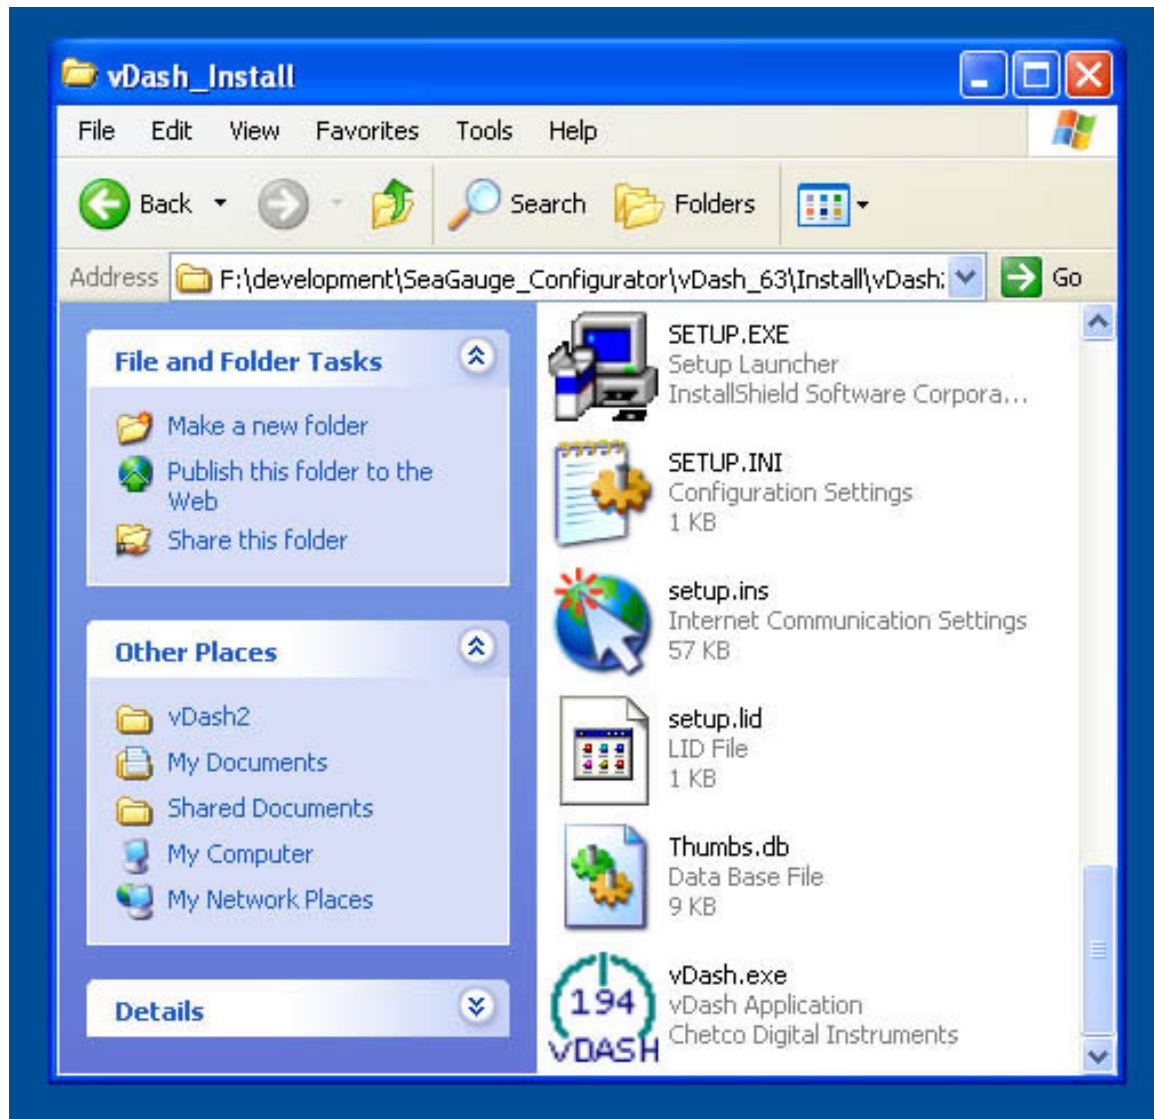 vDash_Install
File Edit View Favorites Tools Help
Back Search Folders
Address F:\development\SeaGauge_Configurator\vDash_63\Install\vDash: Go
File and Folder Tasks
Make a new folder
Publish this folder to the
Web
Share this folder
Other Places
vDash2
My Documents
Shared Documents
My Computer
My Network Places
Details
SETUP.EXE
Setup Launcher
InstallShield Software Corpora...
SETUP.INI
Configuration Settings
1 KB
setup.ins
Internet Communication Settings
57 KB
setup.lid
LID File
1 KB
Thumbs.db
Data Base File
9 KB
194
VDASH
vDash.exe
vDash Application
Chetco Digital Instruments